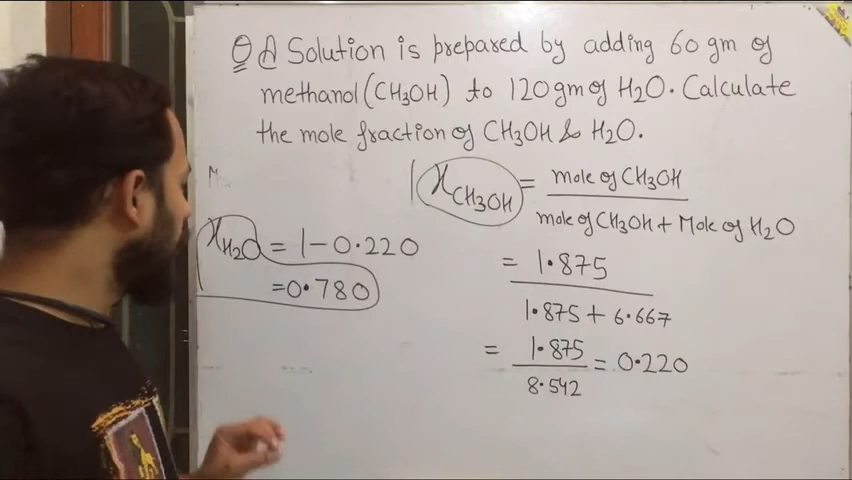 Q A Solution is prepared by adding 60 gm of
methanol (CH3OH) to 120 gm of H2O. Calculate
the mole fraction of CH3OH & H2O.
xCH3OH = mole of CH3OH
mole of CH3OH + Mole of H2O
= 1.875
1.875 + 6.667
= 1.875 = 0.220
8.542
xH2O = 1 - 0.220
= 0.780